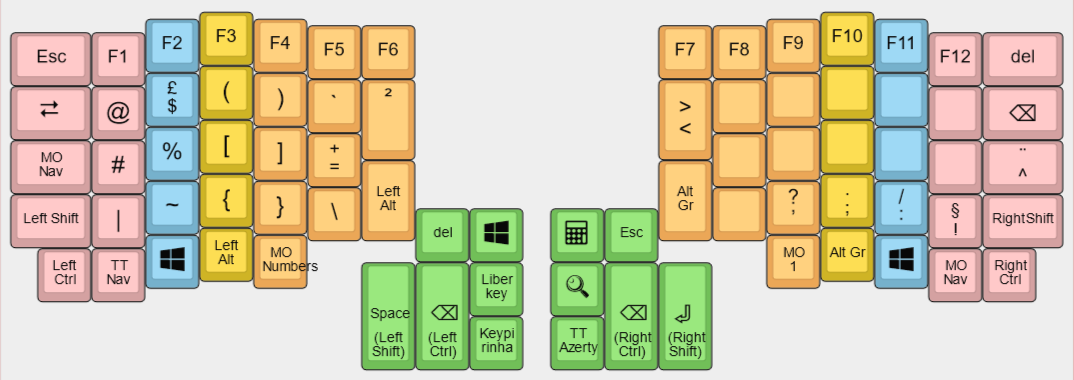 Esc F1 F2 F3 F4 F5 F6 F7 F8 F9 F10 F11 F12 del
£
$
( ) ` ² >
<
@
MO
Nav
# % [ ] +
=
¨
^
Left Shift | ~ { } \ Left
Alt
Alt
Gr
?
,
;
.
/
:
§
!
RightShift
Left
Ctrl
TT
Nav
Left
Alt
MO
Numbers
del
Esc
MO
1
Alt Gr
MO
Nav
Right
Ctrl
Space
(Left
Shift)
(Left
Ctrl)
Liber
key
Keypi
rinha
TT
Azerty
(Right
Ctrl)
(Right
Shift)